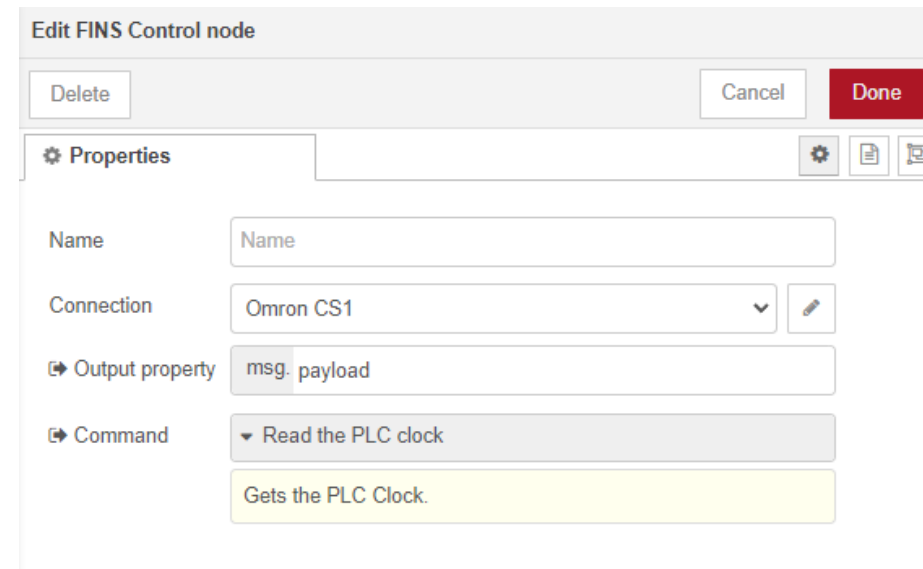 Edit FINS Control node
Delete Cancel Done
Properties
Name Name
Connection Omron CS1
Output property msg. payload
Command Read the PLC clock
Gets the PLC Clock.